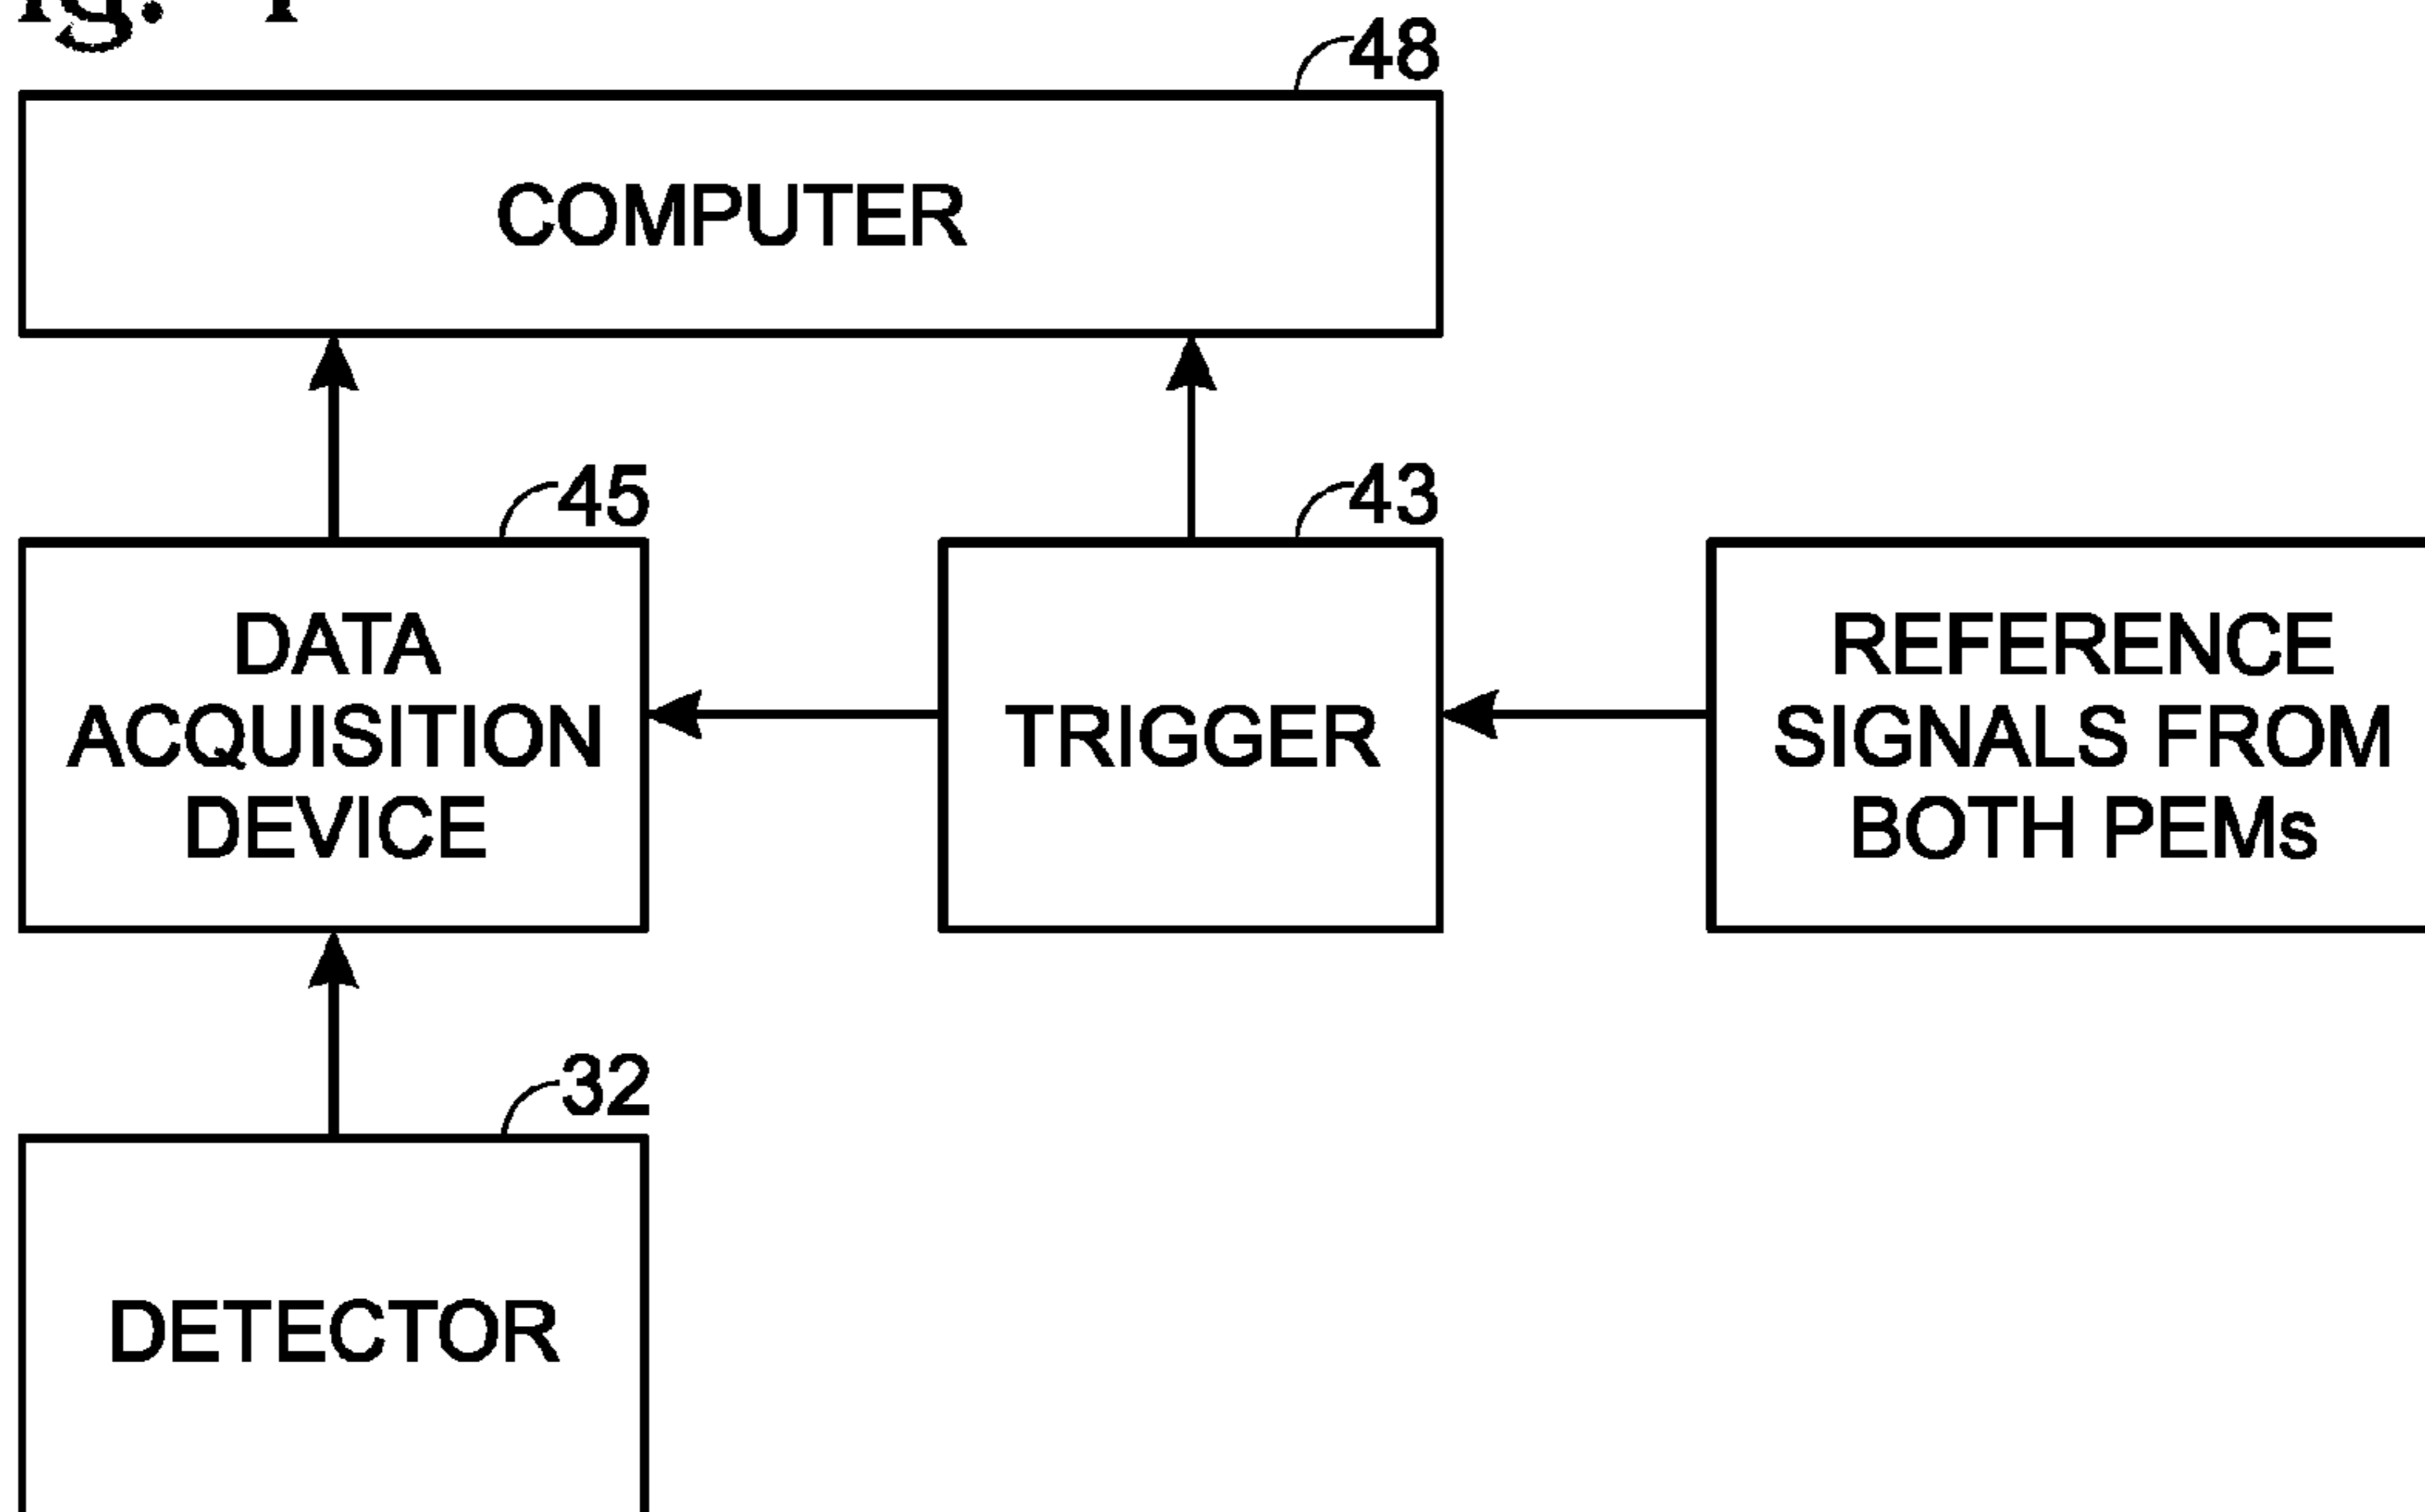 48
COMPUTER
45
43
DATA
ACQUISITION
DEVICE
TRIGGER
REFERENCE
SIGNALS FROM
BOTH PEMs
32
DETECTOR